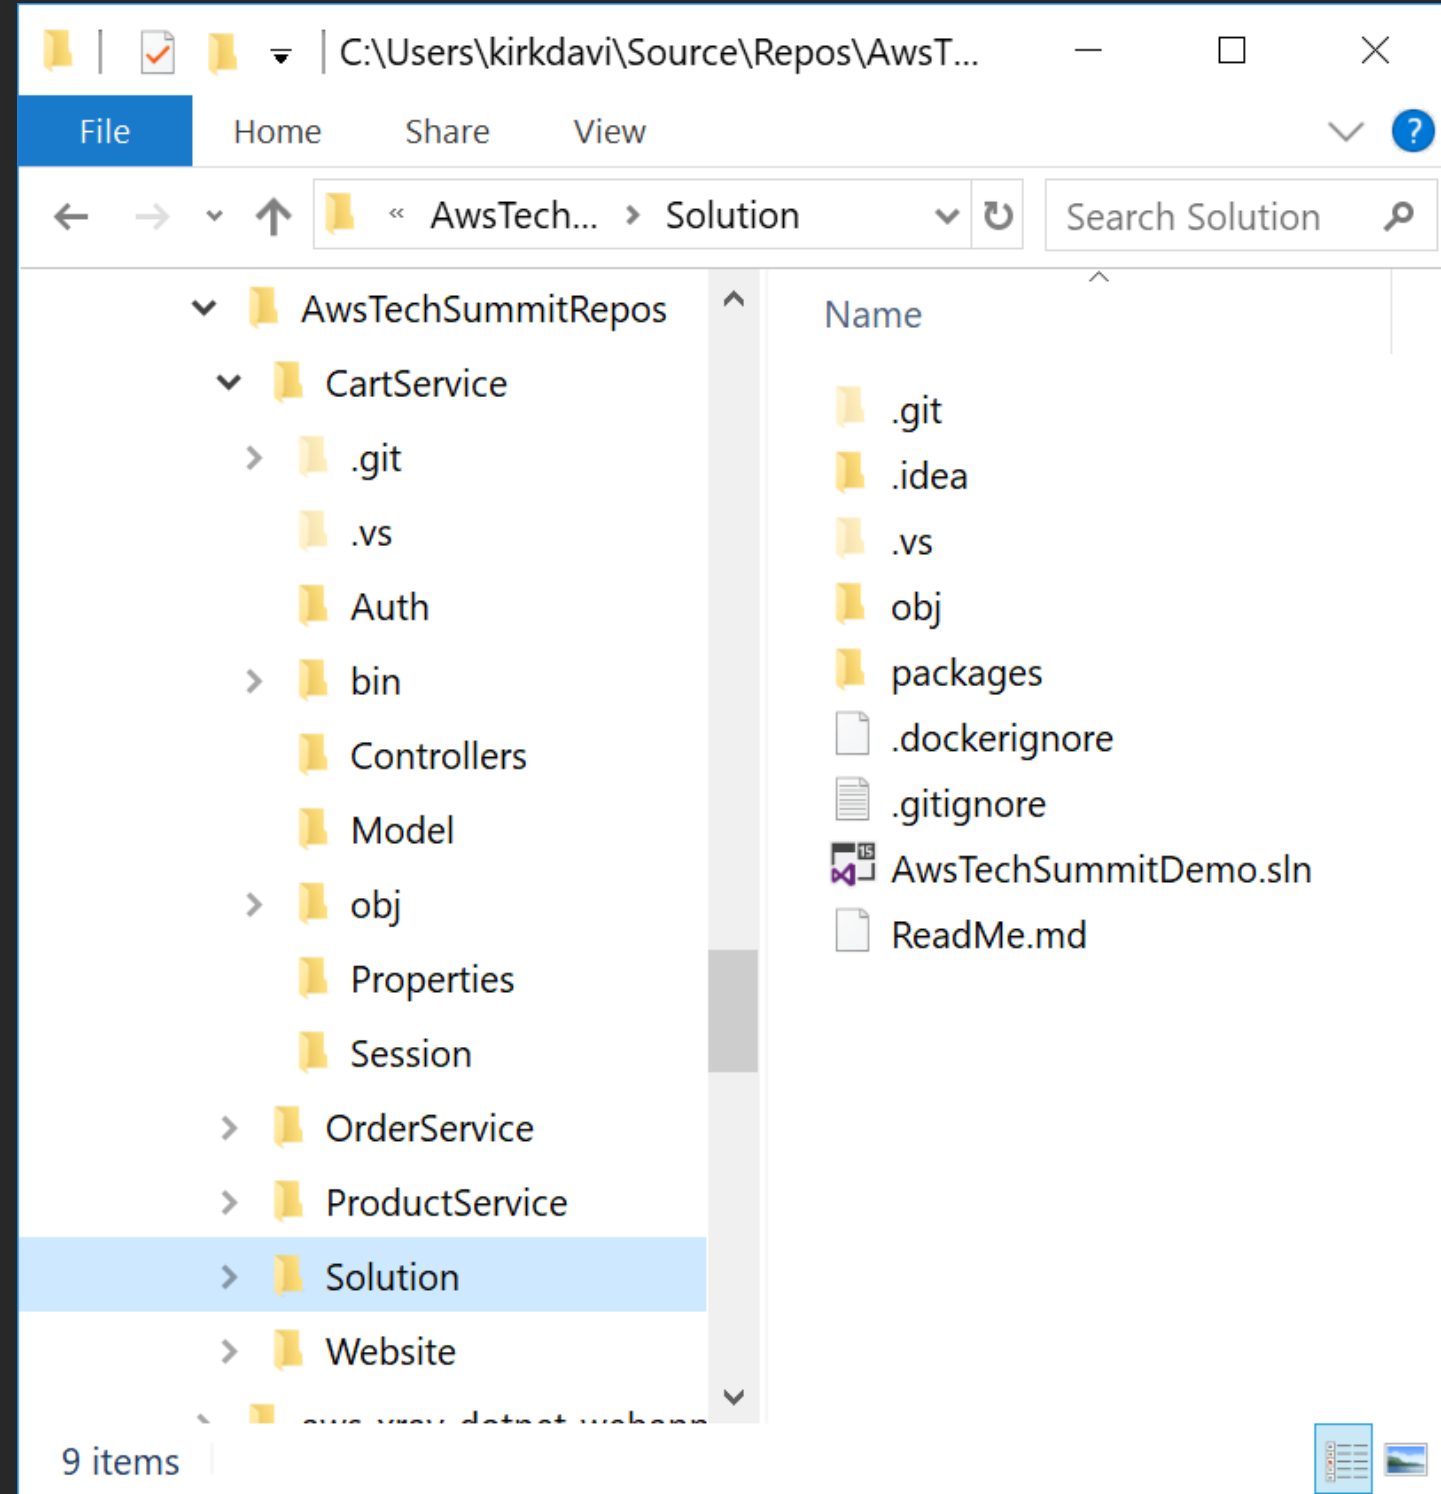 C:\Users\kirkdavi\Source\Repos\AwsT...
File Home Share View
?
« AwsTech... Solution
Search Solution
AwsTechSummitRepos
CartService
.git
.vs
Auth
bin
Controllers
Model
obj
Properties
Session
OrderService
ProductService
Solution
Website
Name
.git
.idea
.vs
obj
packages
.dockerignore
.gitignore
15
AwsTechSummitDemo.sln
ReadMe.md
9 items